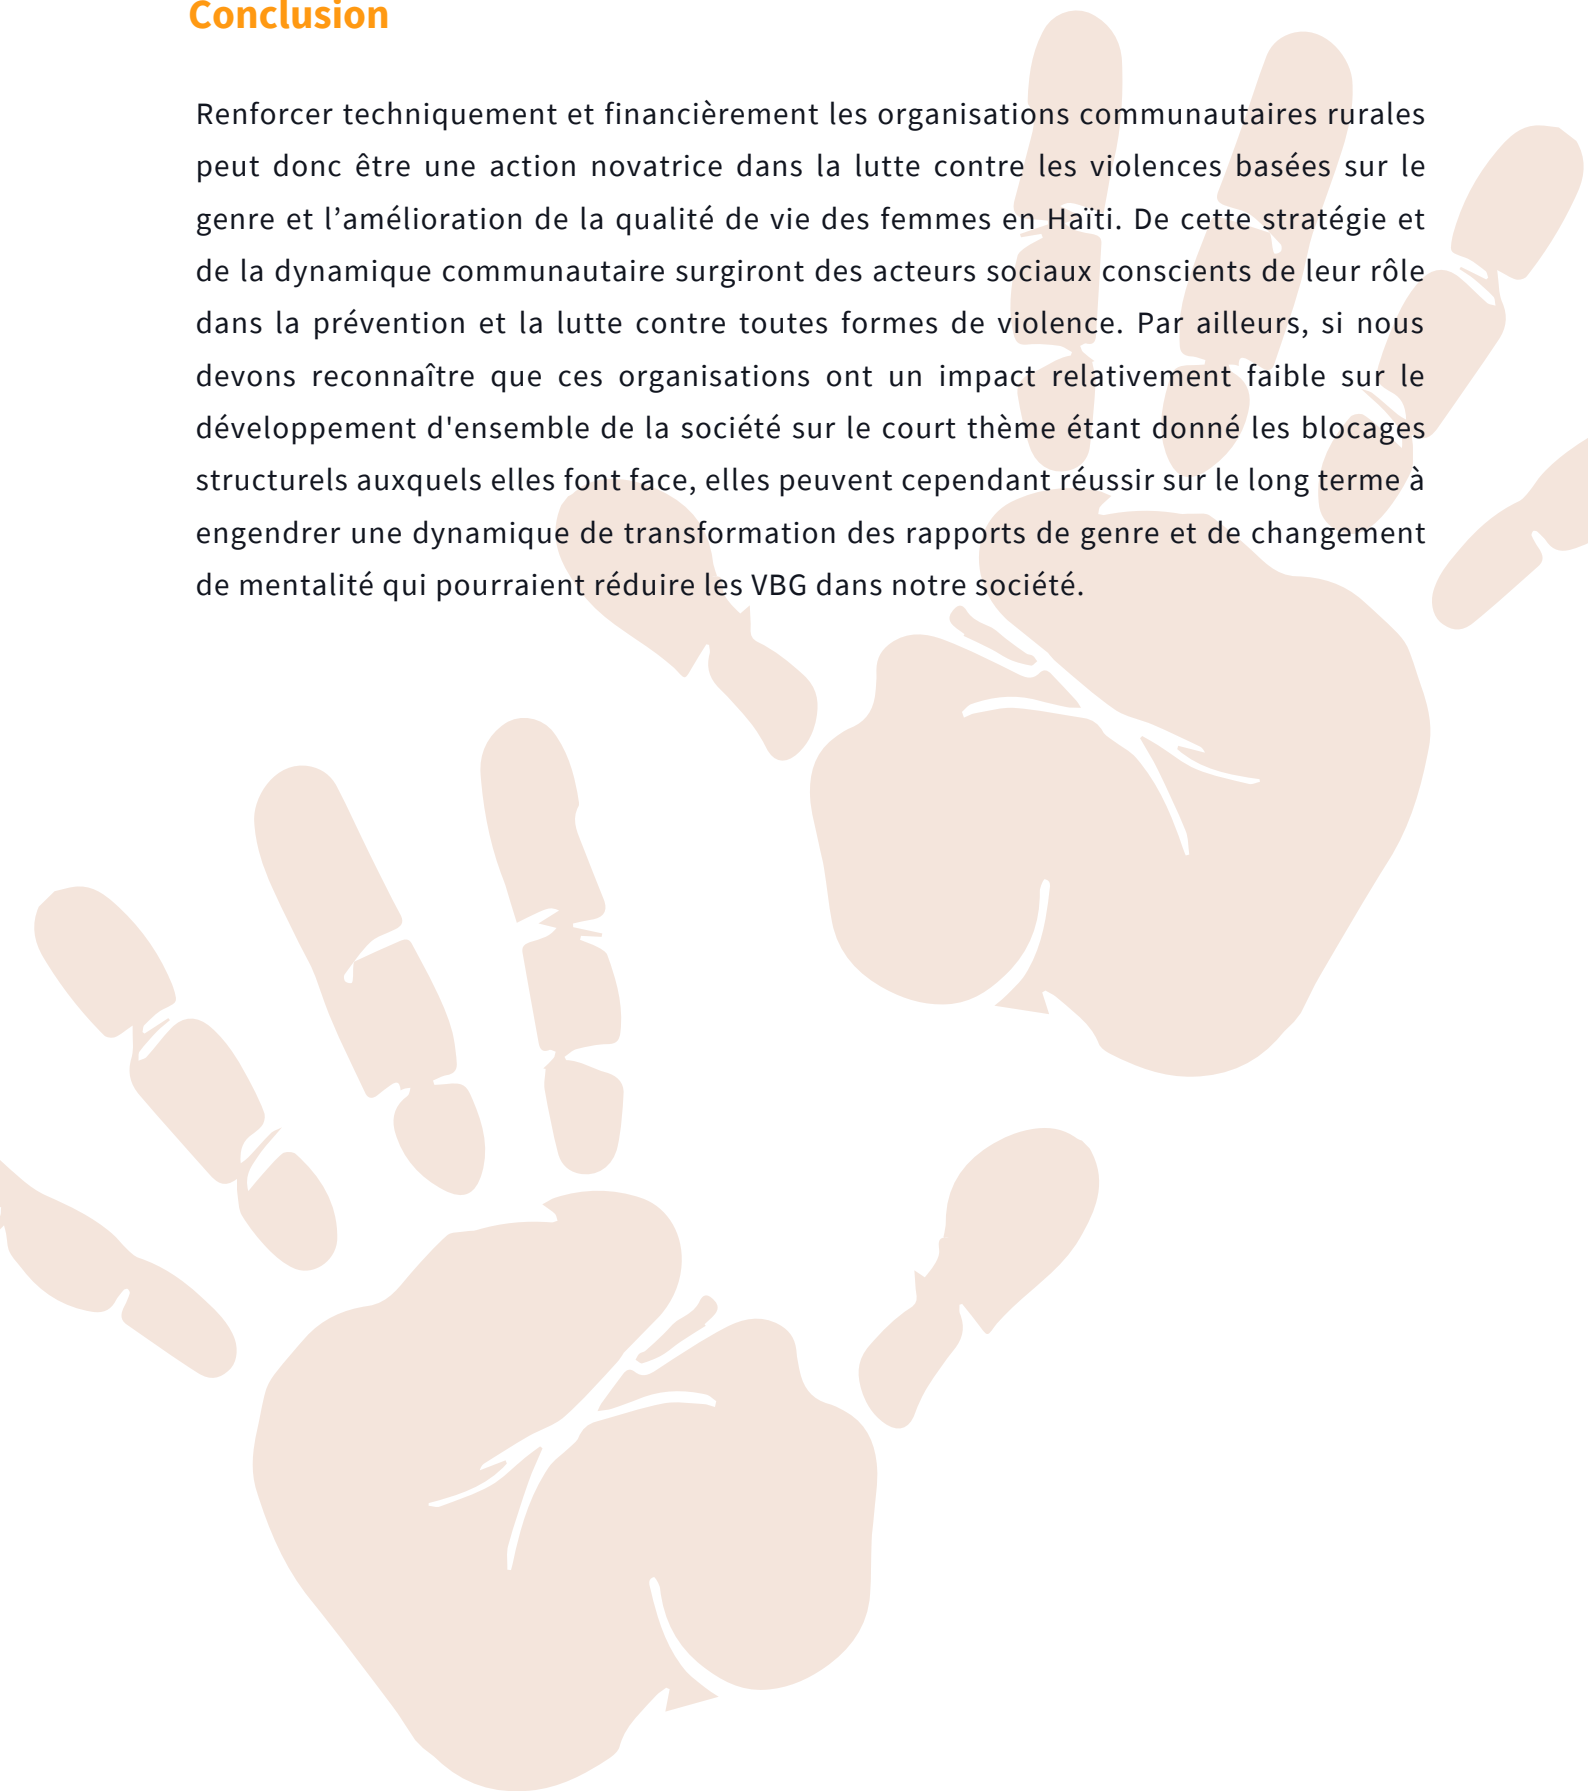 Conclusion
Renforcer techniquement et financièrement les organisations communautaires rurales
peut donc être une action novatrice dans la lutte contre les violences basées sur le
genre et l’amélioration de la qualité de vie des femmes en Haïti. De cette stratégie et
de la dynamique communautaire surgiront des acteurs sociaux conscients de leur rôle
dans la prévention et la lutte contre toutes formes de violence. Par ailleurs, si nous
devons reconnaître que ces organisations ont un impact relativement faible sur le
développement d'ensemble de la société sur le court thème étant donné les blocages
structurels auxquels elles font face, elles peuvent cependant réussir sur le long terme à
engendrer une dynamique de transformation des rapports de genre et de changement
de mentalité qui pourraient réduire les VBG dans notre société.